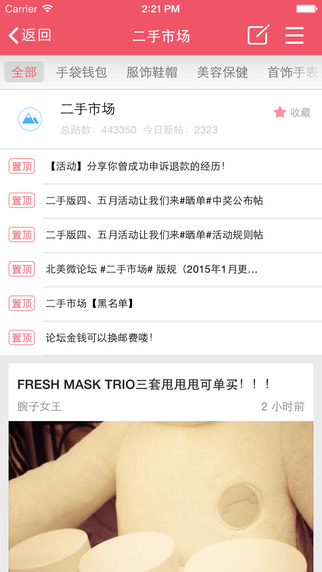 Carrier 2:21 PM
返回 二手市场
全部 手袋钱包 服饰鞋帽 美容保健 首饰手表
二手市场
收藏
总贴数：443350 今日新帖：2323
置顶 【活动】分享你曾成功申诉退款的经历！
置顶 二手版四、五月活动让我们来#晒单#中奖公布帖
置顶 二手版四、五月活动让我们来#晒单#活动规则帖
置顶 北美微论坛 #二手市场# 版规（2015年1月更…
置顶 二手市场【黑名单】
置顶 论坛金钱可以换邮费喽！
FRESH MASK TRIO三套甩甩甩可单买！！！
腕子女王 2 小时前